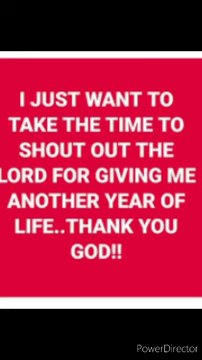 I JUST WANT TO
TAKE THE TIME TO
SHOUT OUT THE
LORD FOR GIVING ME
ANOTHER YEAR OF
LIFE..THANK YOU
GOD!!
PowerDirector